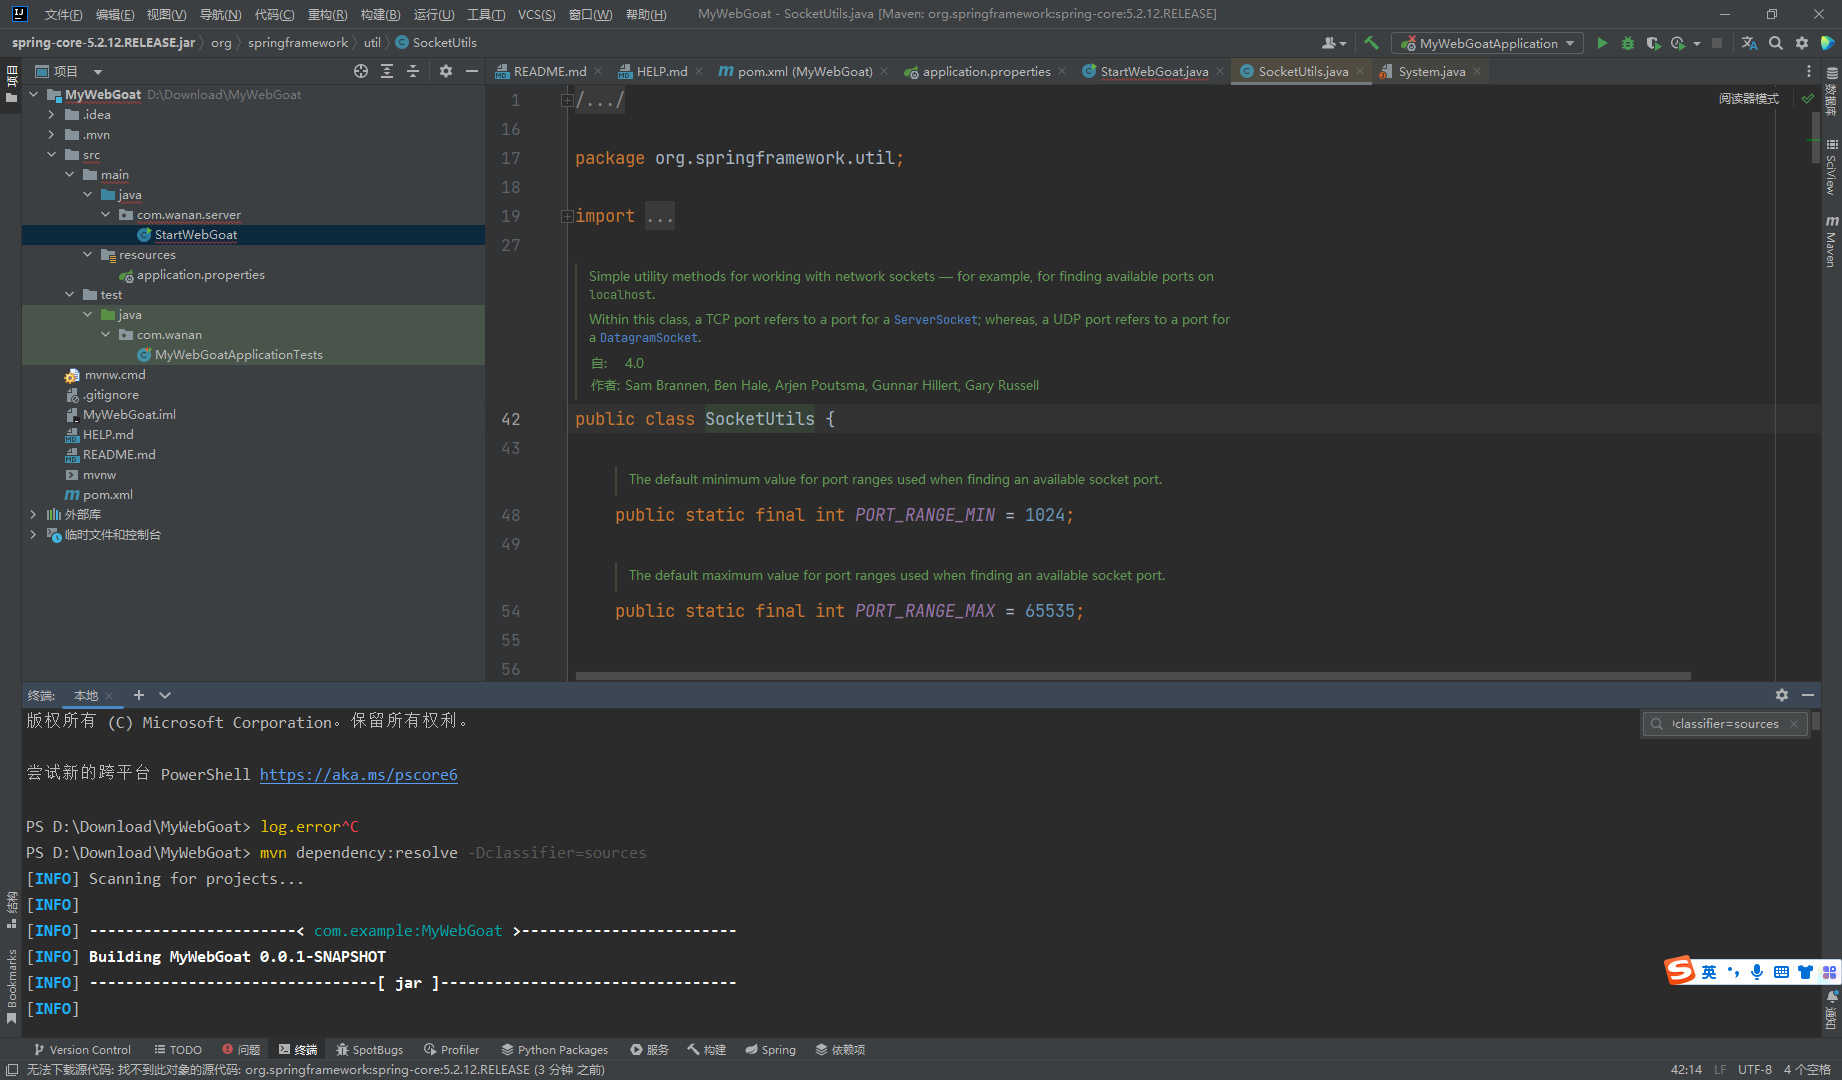 文件(F) 编辑(E) 视图(V) 导航(N) 代码(C) 重构(R) 构建(B) 运行(U) 工具(T) VCS(S) 窗口(W) 帮助(H) MyWebGoat - SocketUtils.java [Maven: org.springframework:spring-core:5.2.12.RELEASE]
spring-core-5.2.12.RELEASE.jar org springframework util SocketUtils MyWebGoatApplication
项目
README.md HELP.md pom.xml (MyWebGoat) application.properties StartWebGoat.java SocketUtils.java System.java
项目
MyWebGoat D:\Download\MyWebGoat
.idea
.mvn
src
main
java
com.wanan.server
StartWebGoat
resources
application.properties
test
java
com.wanan
MyWebGoatApplicationTests
mvnw.cmd
.gitignore
MyWebGoat.iml
HELP.md
README.md
mvnw
pom.xml
外部库
临时文件和控制台
阅读器模式
1 /.../
16
17 package org.springframework.util;
18
19 import ...
27
Simple utility methods for working with network sockets — for example, for finding available ports on
localhost.
Within this class, a TCP port refers to a port for a ServerSocket; whereas, a UDP port refers to a port for
a DatagramSocket.
自: 4.0
作者: Sam Brannen, Ben Hale, Arjen Poutsma, Gunnar Hillert, Gary Russell
42 public class SocketUtils {
43
The default minimum value for port ranges used when finding an available socket port.
48 public static final int PORT_RANGE_MIN = 1024;
49
The default maximum value for port ranges used when finding an available socket port.
54 public static final int PORT_RANGE_MAX = 65535;
55
56
数据库
SciView
Maven
通知
结构
Bookmarks
终端: 本地
classifier=sources
版权所有 (C) Microsoft Corporation。保留所有权利。
尝试新的跨平台 PowerShell https://aka.ms/pscore6
PS D:\Download\MyWebGoat> log.error^C
PS D:\Download\MyWebGoat> mvn dependency:resolve -Dclassifier=sources
[INFO] Scanning for projects...
[INFO]
[INFO] -----------------------< com.example:MyWebGoat >------------------------
[INFO] Building MyWebGoat 0.0.1-SNAPSHOT
[INFO] --------------------------------[ jar ]---------------------------------
[INFO]
英
Version Control TODO 问题 终端 SpotBugs Profiler Python Packages 服务 构建 Spring 依赖项
无法下载源代码: 找不到此对象的源代码: org.springframework:spring-core:5.2.12.RELEASE (3 分钟 之前) 42:14 LF UTF-8 4 个空格